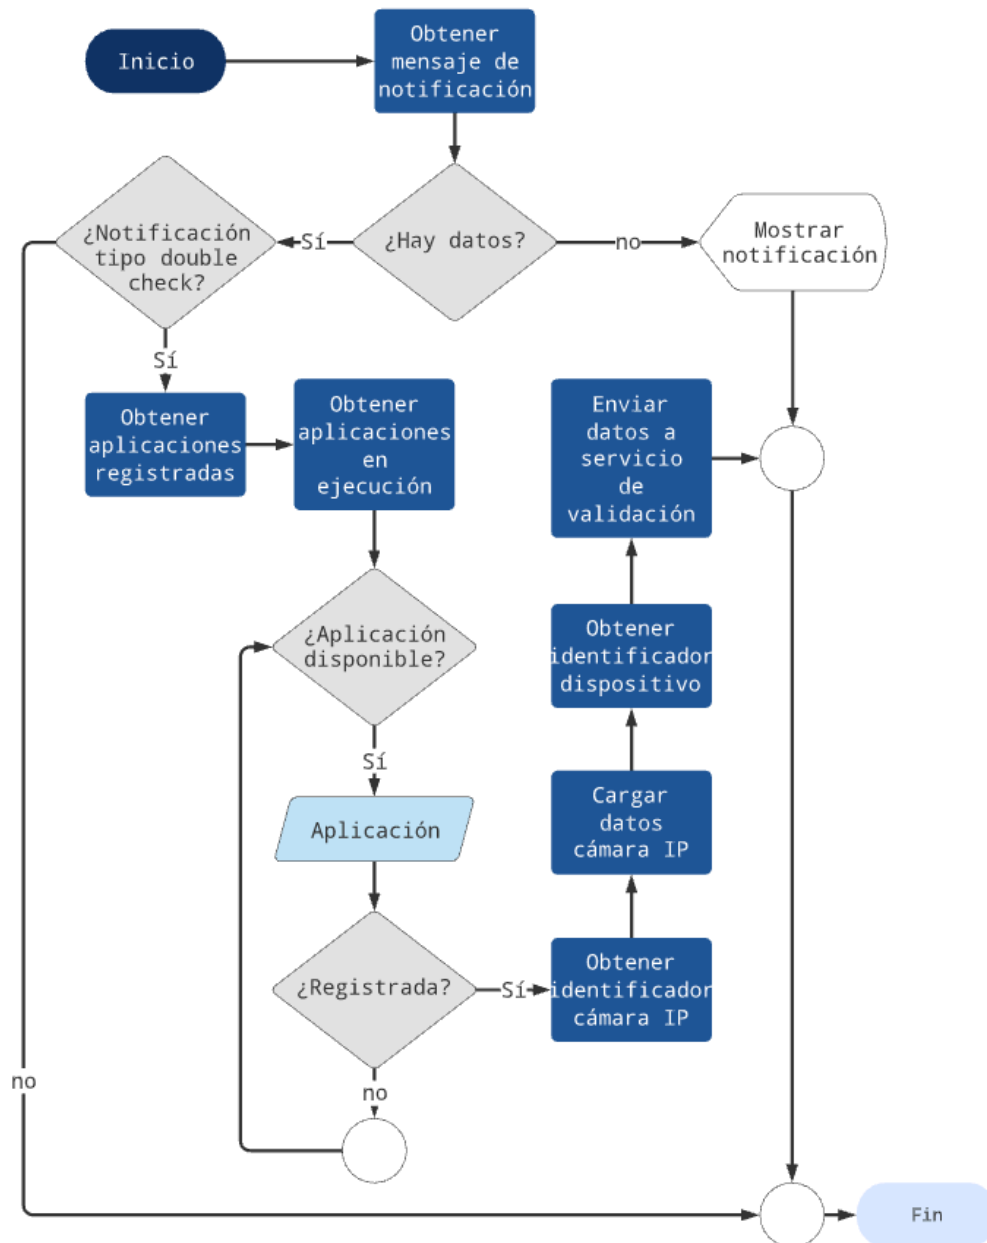 Inicio
Obtener
mensaje de
notificación
¿Notificación
tipo double
check?
Sí
¿Hay datos?
no
Mostrar
notificación
Sí
Obtener
aplicaciones
registradas
Obtener
aplicaciones
en
ejecución
Enviar
datos a
servicio
de
validación
¿Aplicación
disponible?
Obtener
identificador
dispositivo
Sí
Aplicación
Cargar
datos
cámara IP
¿Registrada?
Sí
Obtener
identificador
cámara IP
no
no
Fin